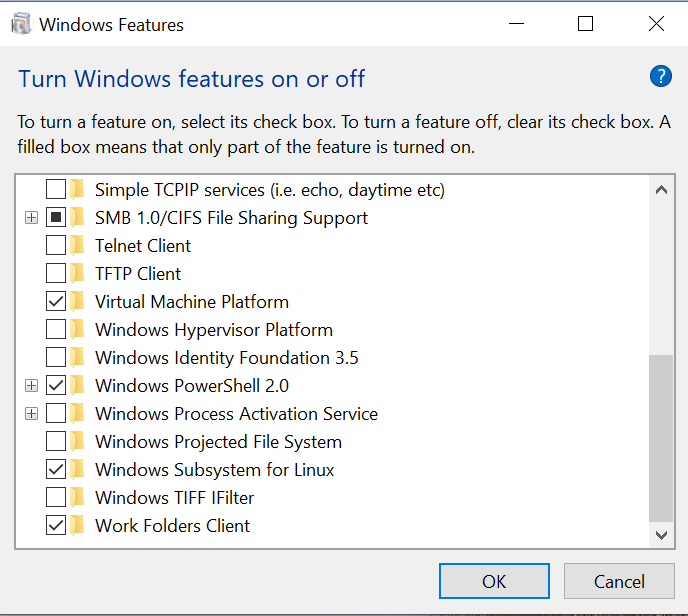 Windows Features
Turn Windows features on or off
?
To turn a feature on, select its check box. To turn a feature off, clear its check box. A
filled box means that only part of the feature is turned on.
Simple TCPIP services (i.e. echo, daytime etc)
SMB 1.0/CIFS File Sharing Support
Telnet Client
TFTP Client
Virtual Machine Platform
Windows Hypervisor Platform
Windows Identity Foundation 3.5
Windows PowerShell 2.0
Windows Process Activation Service
Windows Projected File System
Windows Subsystem for Linux
Windows TIFF IFilter
Work Folders Client
OK
Cancel